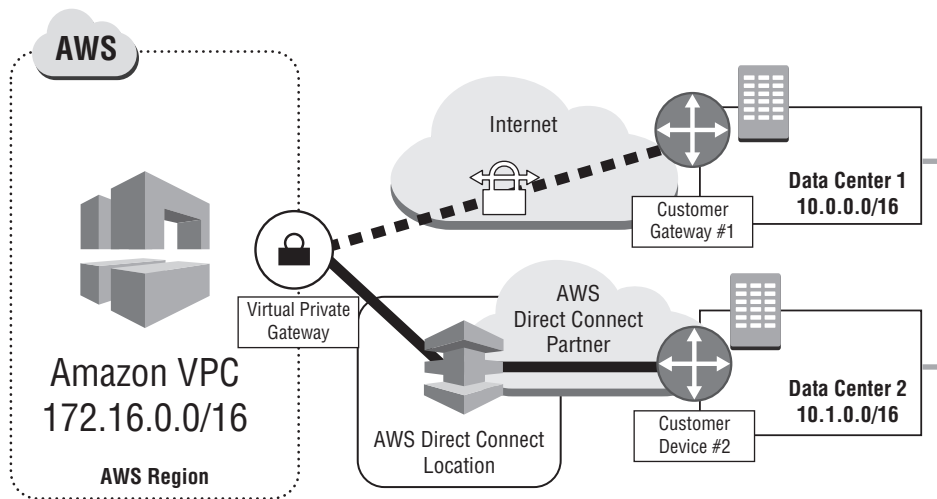 AWS
Internet
Data Center 1
10.0.0.0/16
Customer
Gateway #1
Virtual Private
Gateway
AWS
Direct Connect
Partner
Amazon VPC
172.16.0.0/16
Data Center 2
10.1.0.0/16
Customer
Device #2
AWS Direct Connect
Location
AWS Region